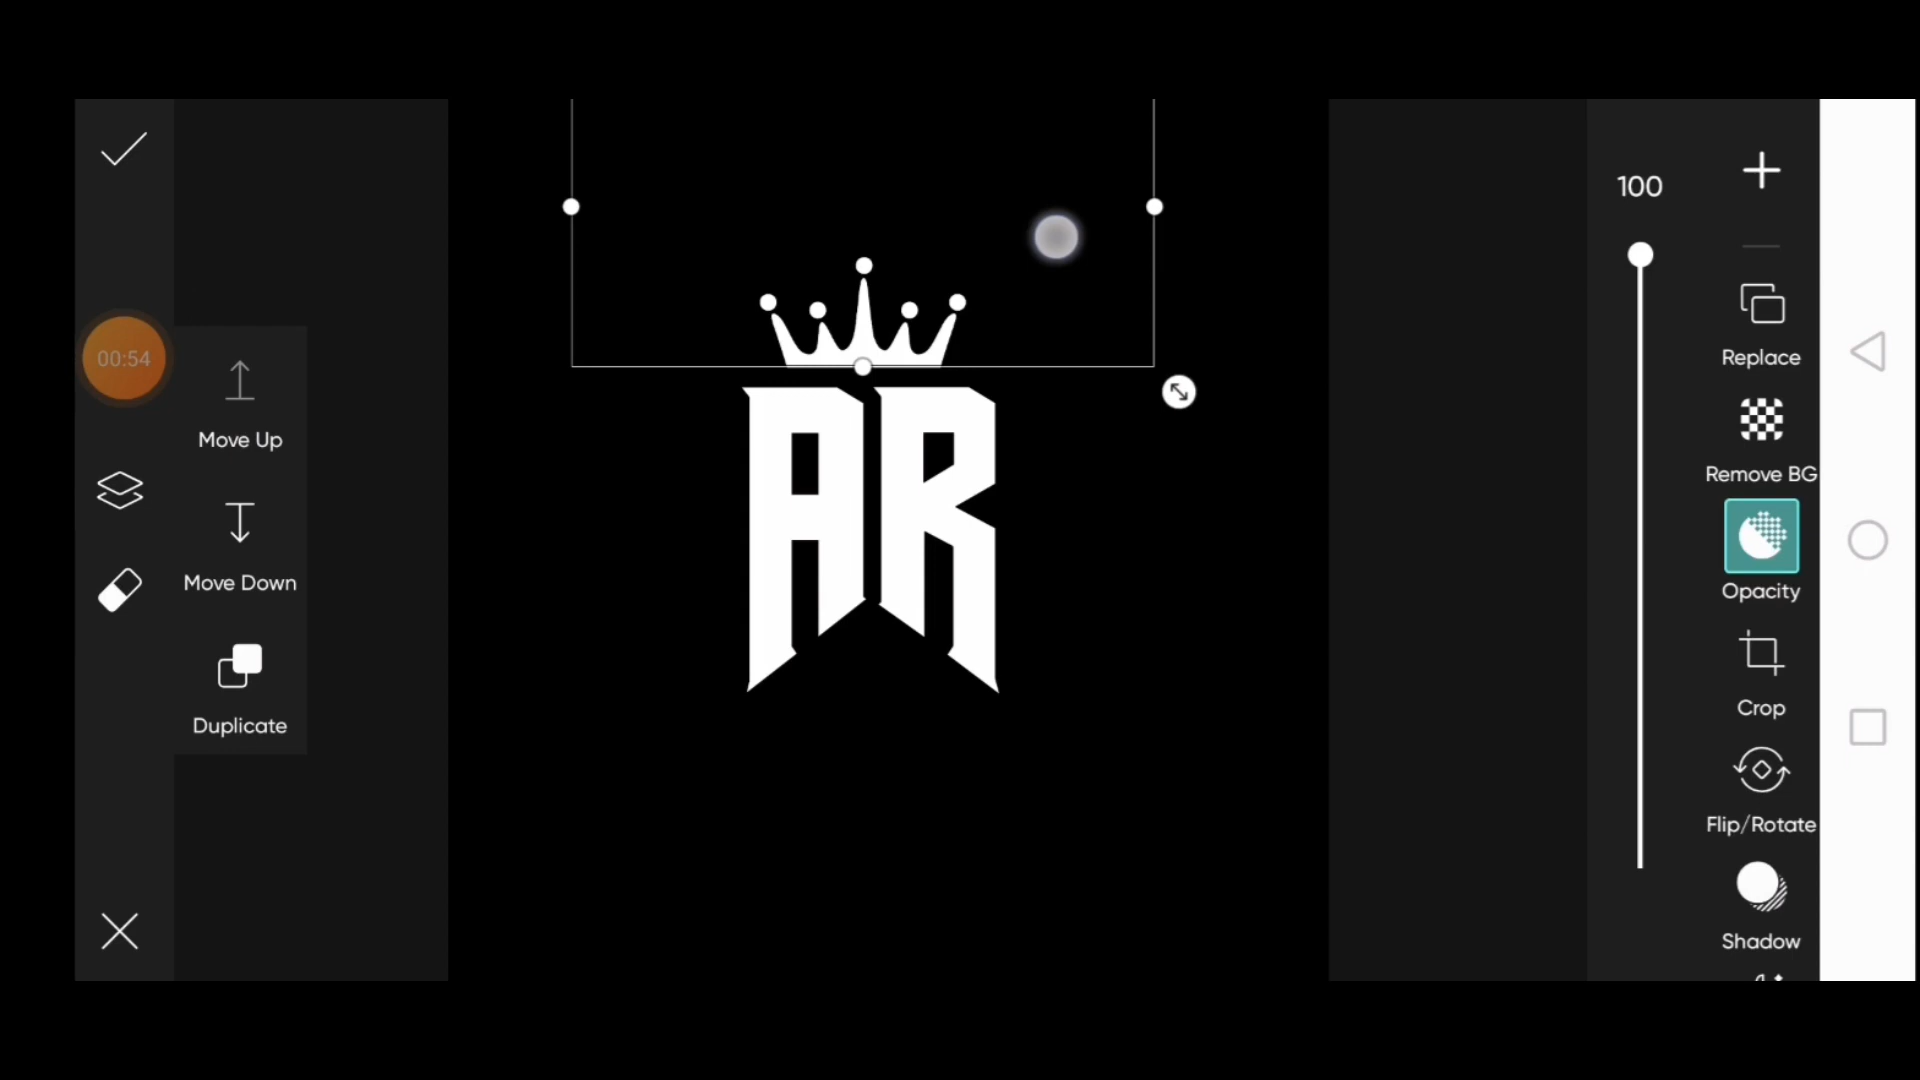 00:54
Move Up
Move Down
Duplicate
AR
100
Replace
Remove BG
Opacity
Crop
Flip/Rotate
Shadow